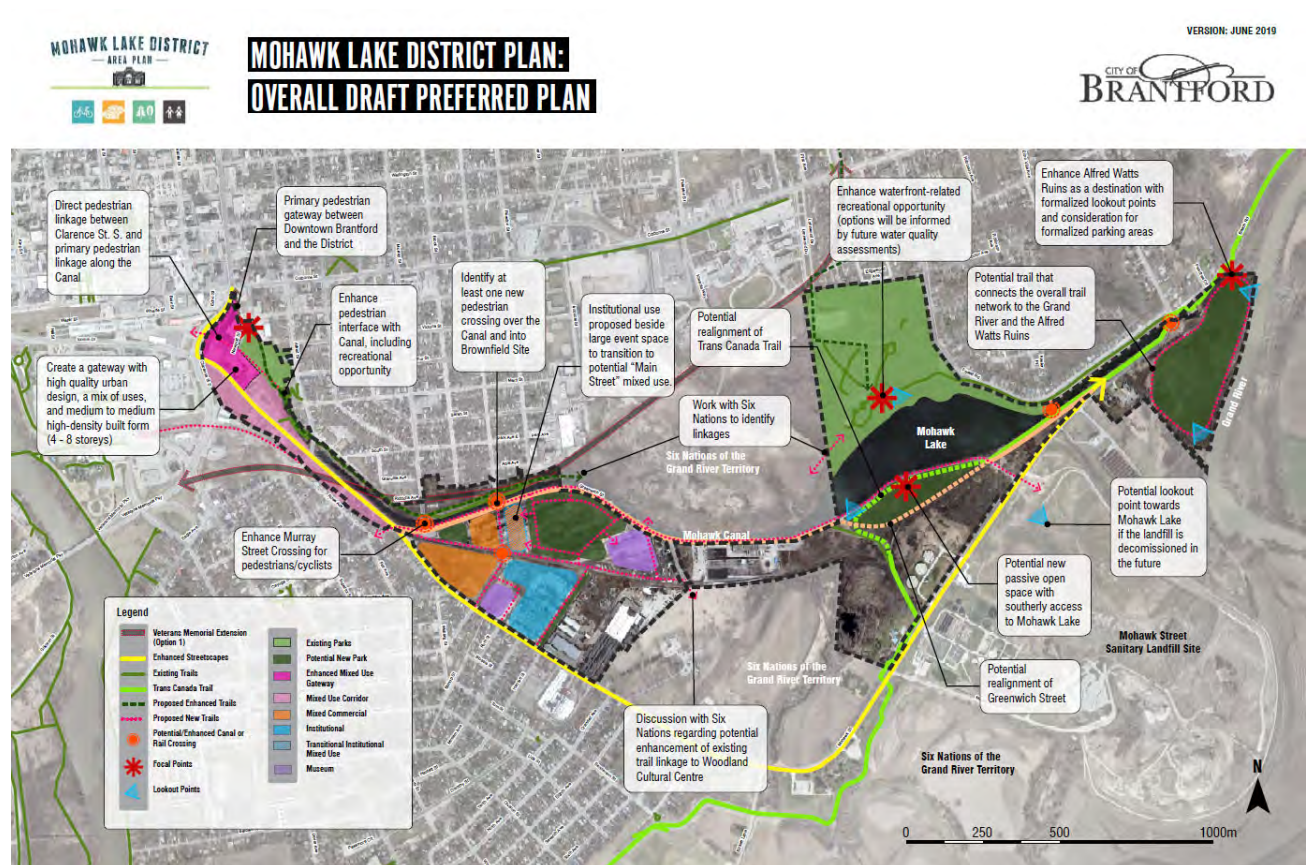 MOHAWK LAKE DISTRICT
AREA PLAN
MOHAWK LAKE DISTRICT PLAN:
OVERALL DRAFT PREFERRED PLAN
VERSION: JUNE 2019
CITY OF
BRANTFORD
Direct pedestrian
linkage between
Clarence St. S. and
primary pedestrian
linkage along the
Canal
Primary pedestrian
gateway between
Downtown Brantford
and the District
Enhance
pedestrian
interface with
Canal, including
recreational
opportunity
Identify at
least one new
pedestrian
crossing over the
Canal and into
Brownfield Site
Institutional use
proposed beside
large event space
to transition to
potential “Main
Street” mixed use.
Potential
realignment of
Trans Canada Trail
Enhance waterfront-related
recreational opportunity
(options will be informed
by future water quality
assessments)
Enhance Alfred Watts
Ruins as a destination with
formalized lookout points
and consideration for
formalized parking areas
Potential trail that
connects the overall trail
network to the Grand
River and the Alfred
Watts Ruins
Create a gateway with
high quality urban
design, a mix of uses,
and medium to medium
high-density built form
(4 - 8 storeys)
Work with Six
Nations to identify
linkages
Six Nations of the
Grand River Territory
Mohawk
Lake
Grand River
Enhance Murray
Street Crossing for
pedestrians/cyclists
Mohawk Canal
Potential lookout
point towards
Mohawk Lake
if the landfill is
decomissioned in
the future
Potential new
passive open
space with
southerly access
to Mohawk Lake
Mohawk Street
Sanitary Landfill Site
Six Nations of the
Grand River Territory
Potential
realignment of
Greenwich Street
Discussion with Six
Nations regarding potential
enhancement of existing
trail linkage to Woodland
Cultural Centre
Six Nations of the
Grand River Territory
Legend
Veterans Memorial Extension
(Option 1)
Enhanced Streetscapes
Existing Trails
Trans Canada Trail
Proposed Enhanced Trails
Proposed New Trails
Potential/Enhanced Canal or
Rail Crossing
Focal Points
Lookout Points
Existing Parks
Potential New Park
Enhanced Mixed Use
Gateway
Mixed Use Corridor
Mixed Commercial
Institutional
Transitional Institutional
Mixed Use
Museum
N
0 250 500 1000m